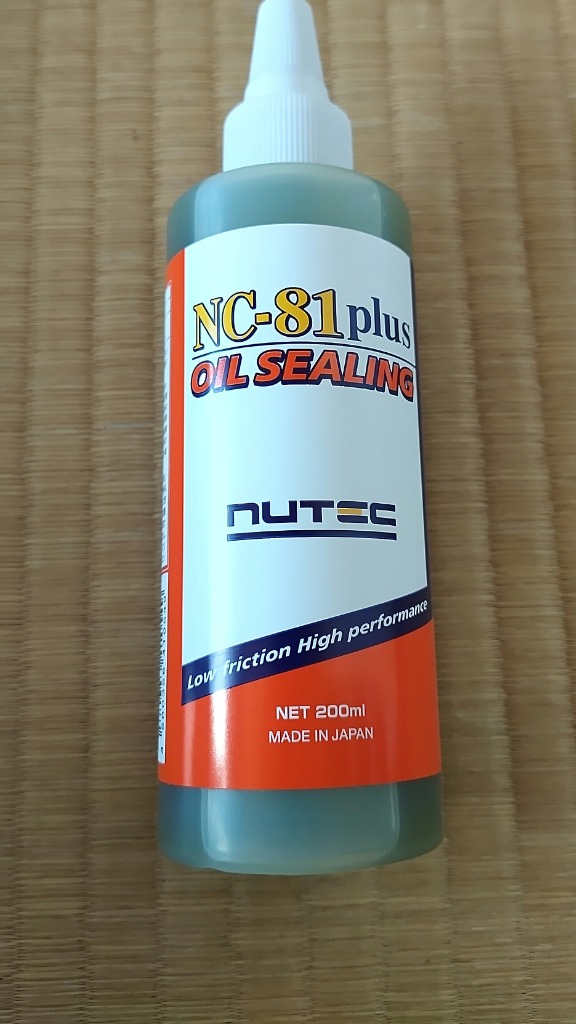 NC-81 plus
OIL SEALING
NUTEC
Low friction High performance
NET 200ml
MADE IN JAPAN